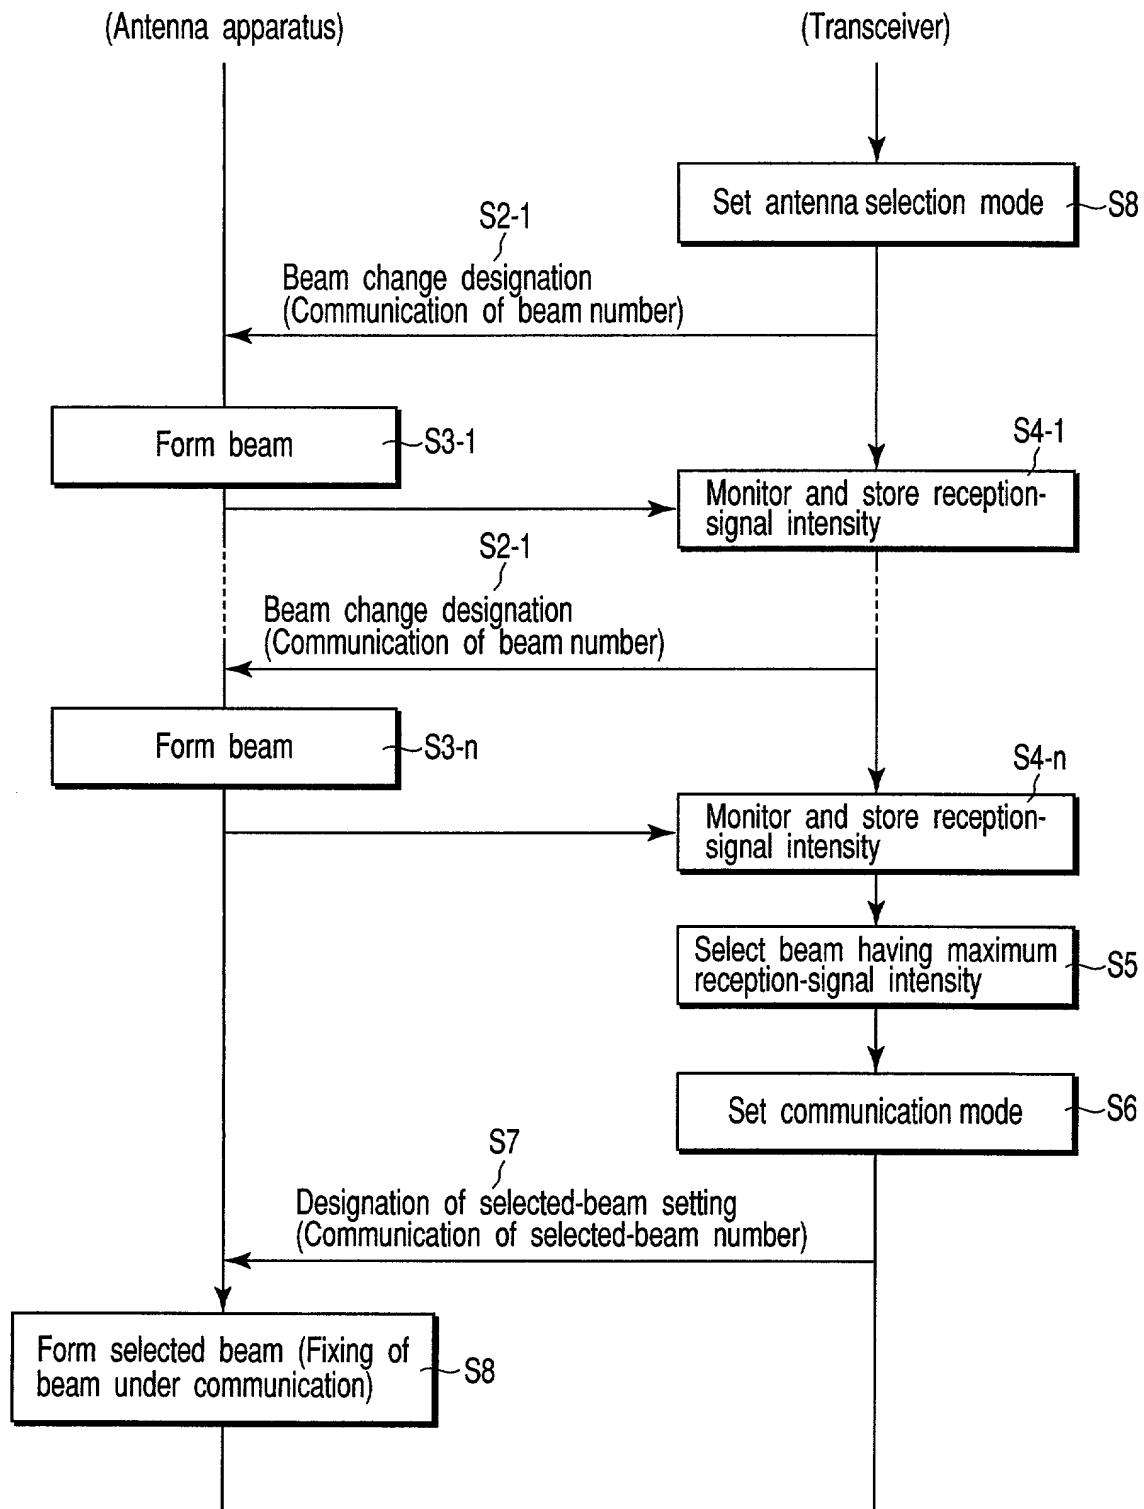 (Antenna apparatus)
(Transceiver)
Set antenna selection mode
S8
S2-1
Beam change designation
(Communication of beam number)
Form beam
S3-1
S4-1
Monitor and store reception-
signal intensity
S2-1
Beam change designation
(Communication of beam number)
Form beam
S3-n
S4-n
Monitor and store reception-
signal intensity
Select beam having maximum
reception-signal intensity
S5
Set communication mode
S6
S7
Designation of selected-beam setting
(Communication of selected-beam number)
Form selected beam (Fixing of
beam under communication)
S8